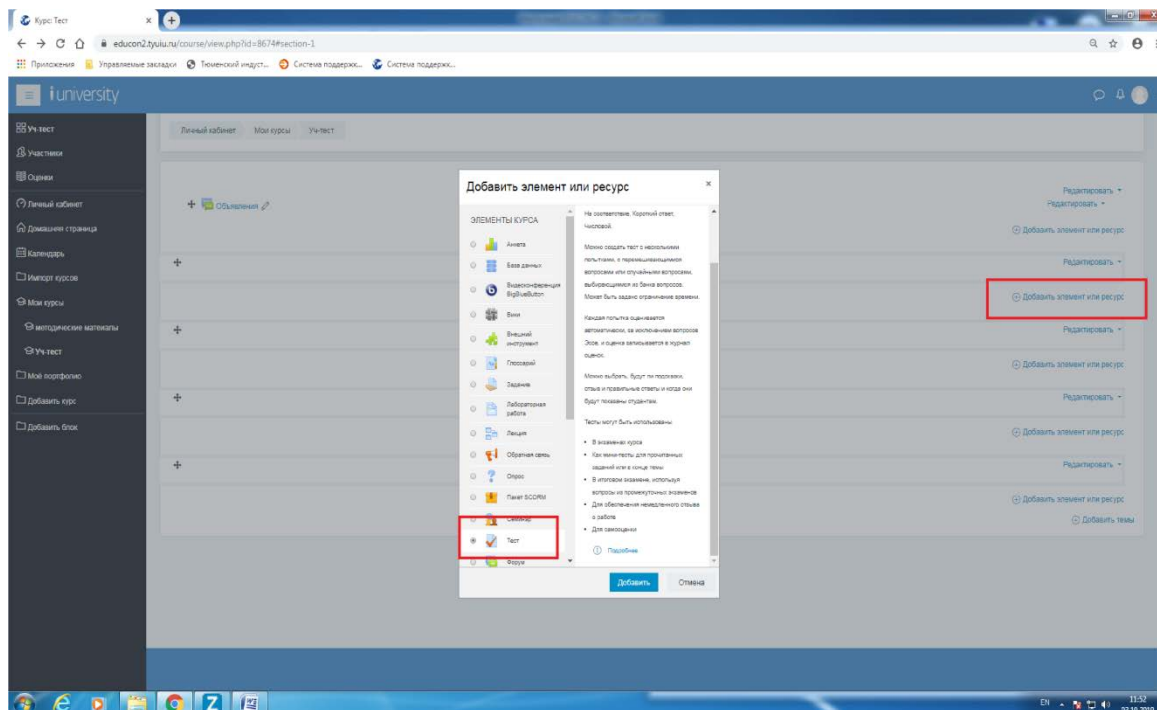 Курс: Тест
educon2.tyuiu.ru/course/view.php?id=8674#section-1
Приложения
Управляемые закладки
Тюменский индуст...
Система поддержк...
Система поддержк...
i university
Уч-тест
Участники
Оценки
Личный кабинет
Домашняя страница
Календарь
Импорт курсов
Мои курсы
методические материалы
Уч-тест
Моё портфолио
Добавить курс
Добавить блок
Личный кабинет
Мои курсы
Уч-тест
Объявления
Редактировать
Редактировать
Добавить элемент или ресурс
Редактировать
Добавить элемент или ресурс
Редактировать
Добавить элемент или ресурс
Редактировать
Добавить элемент или ресурс
Редактировать
Добавить элемент или ресурс
Добавить темы
Добавить элемент или ресурс
×
ЭЛЕМЕНТЫ КУРСА
Анкета
База данных
Видеоконференция
BigBlueButton
Вики
Внешний
инструмент
Глоссарий
Задание
Лабораторная
работа
Лекция
Обратная связь
Опрос
Пакет SCORM
Семинар
Тест
Форум
На соответствие, Короткий ответ,
Числовой.
Можно создать тест с несколькими
попытками, с перемешивающимися
вопросами или случайными вопросами,
выбирающимися из банка вопросов.
Может быть задано ограничение времени.
Каждая попытка оценивается
автоматически, за исключением вопросов
Эссе, и оценка записывается в журнал
оценок.
Можно выбрать, будут ли подсказки,
отзыв и правильные ответы и когда они
будут показаны студентам.
Тесты могут быть использованы
• В экзаменах курса
• Как мини-тесты для прочитанных
заданий или в конце темы
• В итоговом экзамене, используя
вопросы из промежуточных экзаменов
• Для обеспечения немедленного отзыва
о работе
• Для самооценки
Подробнее
Добавить
Отмена
EN
11:52